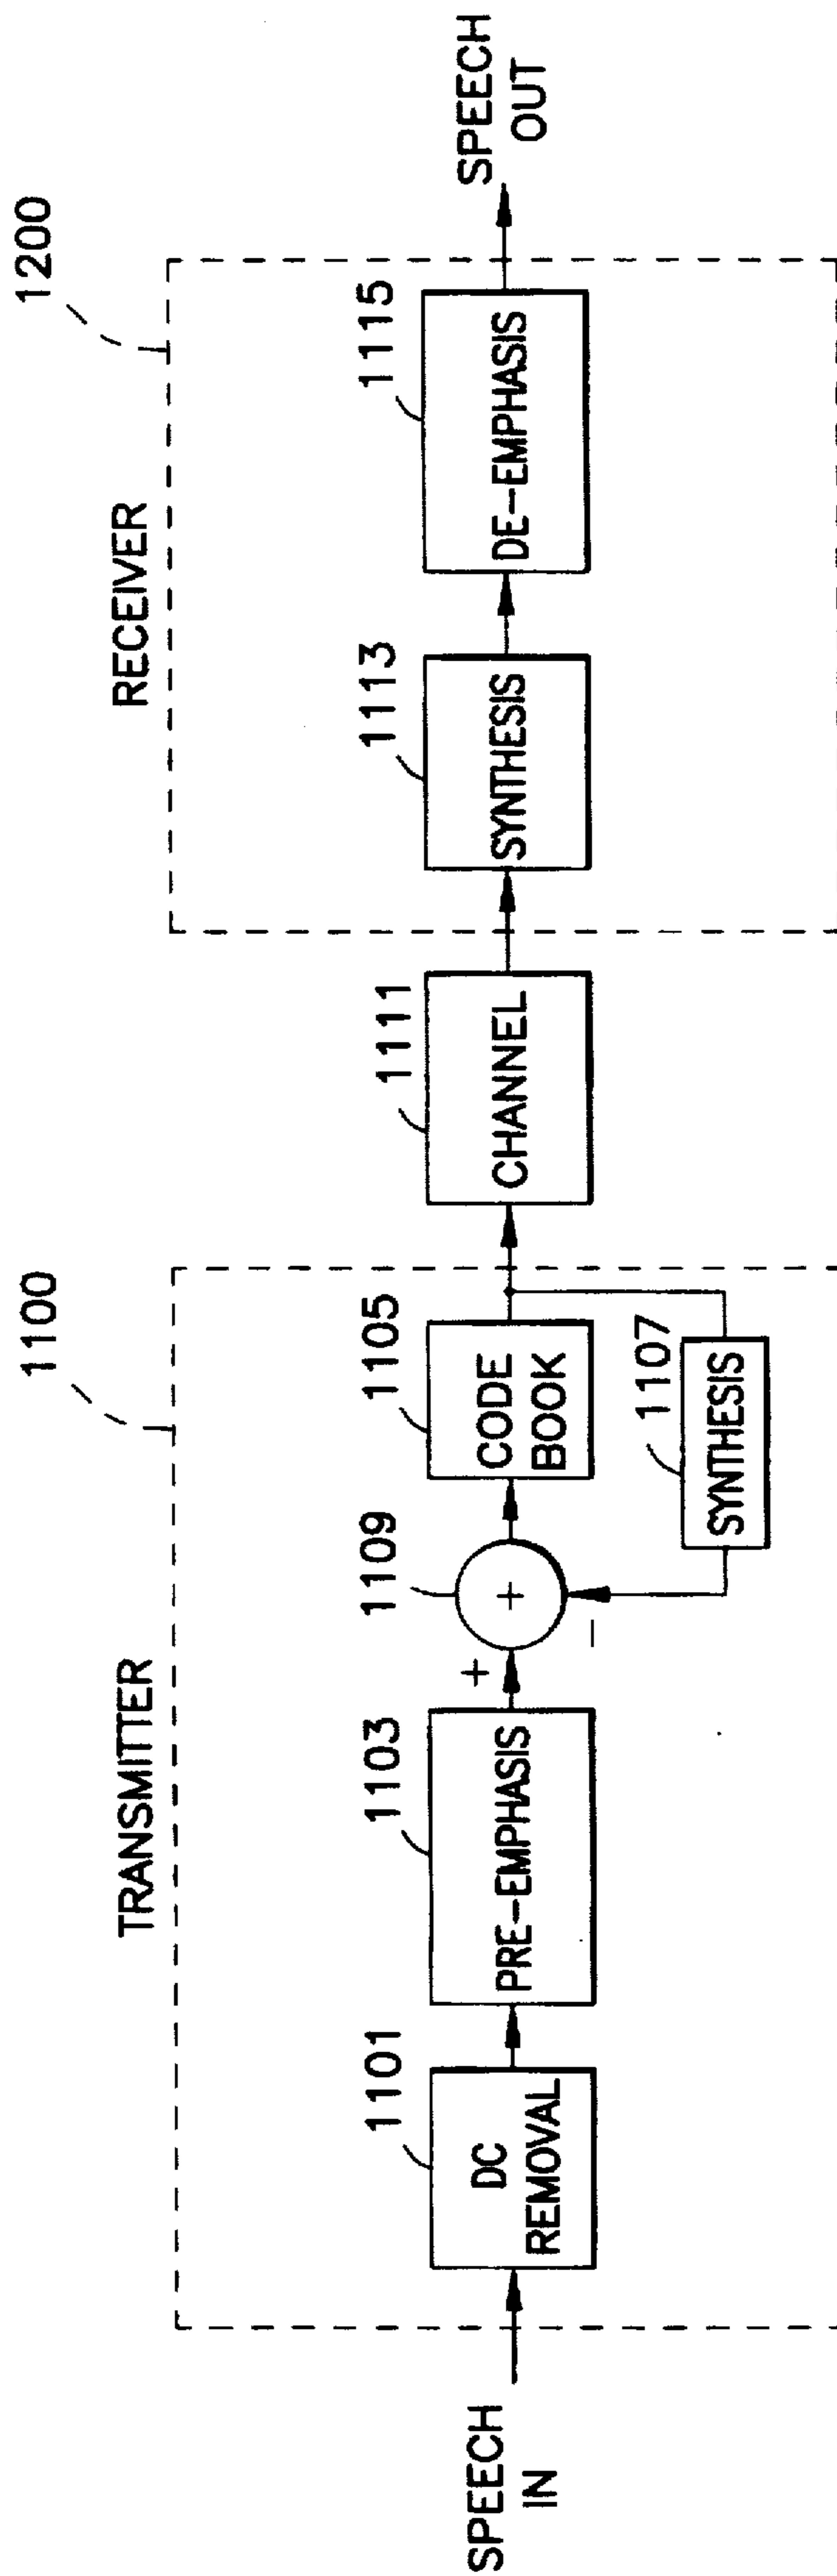 SPEECH
IN
TRANSMITTER
1100
1101
DC
REMOVAL
1103
PRE-EMPHASIS
1109
+
+
−
1105
CODE
BOOK
1107
SYNTHESIS
1111
CHANNEL
RECEIVER
1200
1113
SYNTHESIS
1115
DE-EMPHASIS
SPEECH
OUT